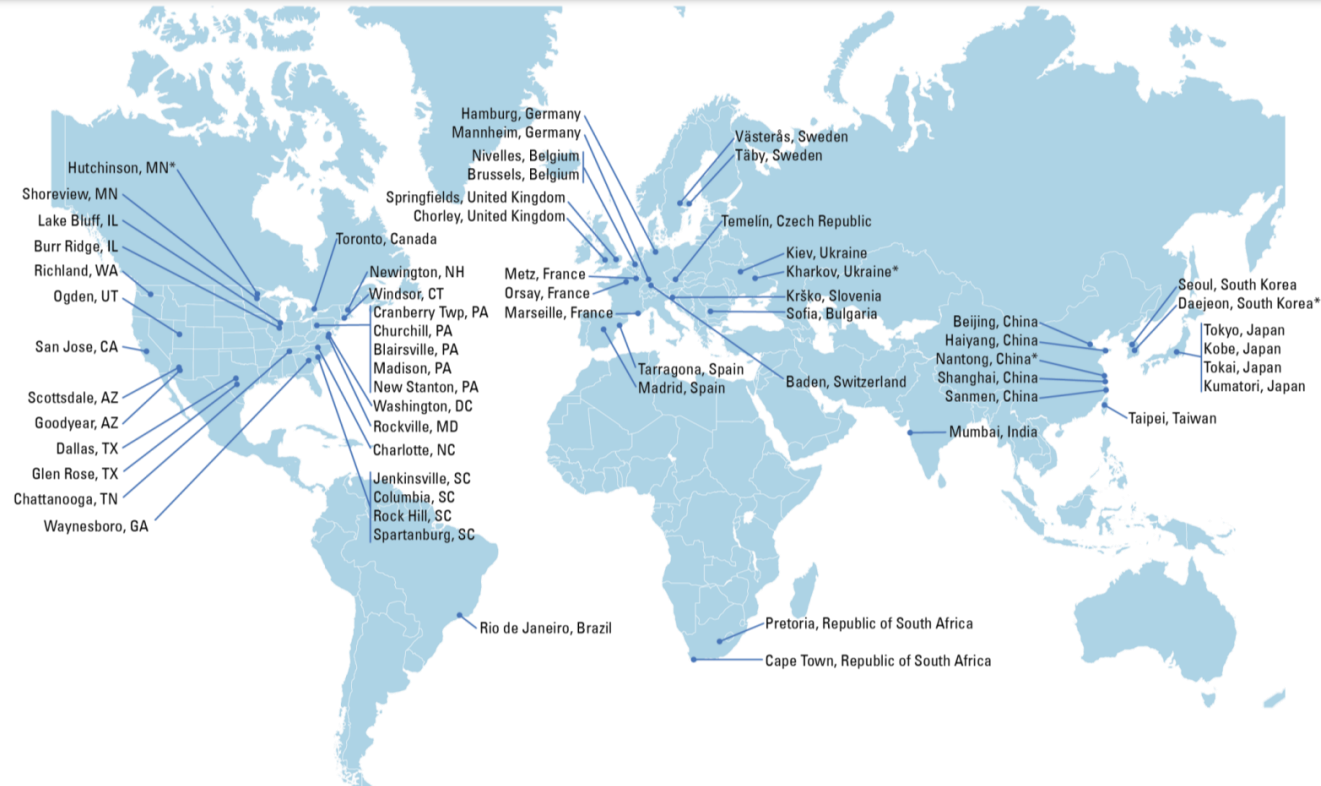 Hutchinson, MN*
Shoreview, MN
Lake Bluff, IL
Burr Ridge, IL
Richland, WA
Ogden, UT
San Jose, CA
Scottsdale, AZ
Goodyear, AZ
Dallas, TX
Glen Rose, TX
Chattanooga, TN
Waynesboro, GA
Toronto, Canada
Newington, NH
Windsor, CT
Cranberry Twp, PA
Churchill, PA
Blairsville, PA
Madison, PA
New Stanton, PA
Washington, DC
Rockville, MD
Charlotte, NC
Jenkinsville, SC
Columbia, SC
Rock Hill, SC
Spartanburg, SC
Rio de Janeiro, Brazil
Hamburg, Germany
Mannheim, Germany
Nivelles, Belgium
Brussels, Belgium
Springfields, United Kingdom
Chorley, United Kingdom
Metz, France
Orsay, France
Marseille, France
Västerås, Sweden
Täby, Sweden
Temelín, Czech Republic
Kiev, Ukraine
Kharkov, Ukraine*
Krško, Slovenia
Sofia, Bulgaria
Tarragona, Spain
Madrid, Spain
Baden, Switzerland
Pretoria, Republic of South Africa
Cape Town, Republic of South Africa
Beijing, China
Haiyang, China
Nantong, China*
Shanghai, China
Sanmen, China
Mumbai, India
Seoul, South Korea
Daejeon, South Korea*
Tokyo, Japan
Kobe, Japan
Tokai, Japan
Kumatori, Japan
Taipei, Taiwan